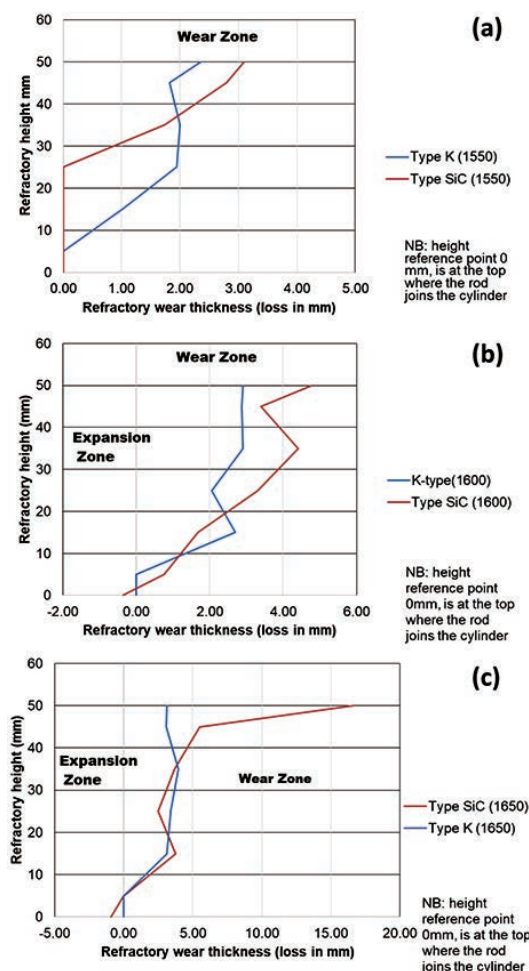 Wear Zone
(a)
60
50
40
30
20
10
0
Refractory height mm
0.00 1.00 2.00 3.00 4.00 5.00
Refractory wear thickness (loss in mm)
Type K (1550)
Type SiC (1550)
NB: height
reference point 0
mm, is at the top
where the rod
joins the cylinder
Wear Zone
(b)
60
50
40
30
20
10
0
Refractory height (mm)
Expansion
Zone
-2.00 0.00 2.00 4.00 6.00
Refractory wear thickness (loss in mm)
K-type(1600)
Type SiC (1600)
NB: height
reference point
0mm, is at the top
where the rod
joins the cylinder
(c)
60
50
40
30
20
10
0
Refractory height (mm)
Expansion
Zone
Wear Zone
-5.00 0.00 5.00 10.00 15.00 20.00
Refractory wear thickness (loss in mm)
Type SiC (1650)
Type K (1650)
NB: height
reference point
0mm, is at the top
where the rod
joins the cylinder